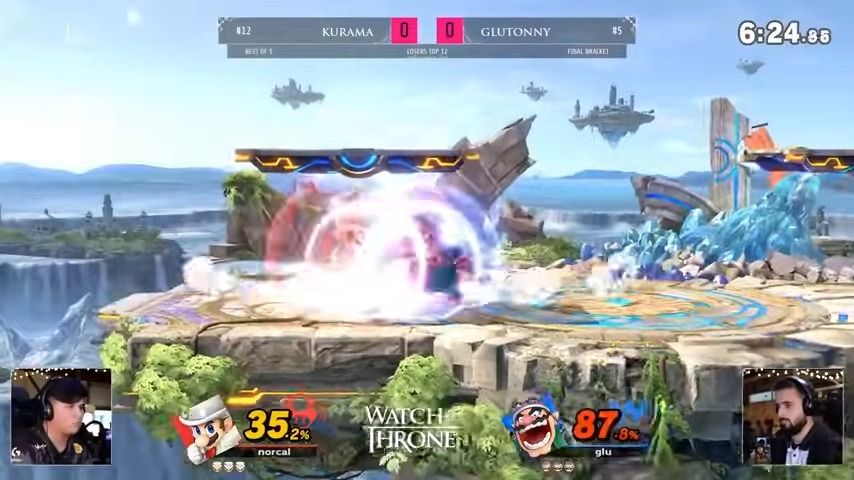 #12 KURAMA 0 0 GLUTONNY #5
BEST OF 5 LOSERS TOP 12 FINAL BRACKET
6:24.85
35.2%
norcal
WATCH THE THRONE
87.8%
glu